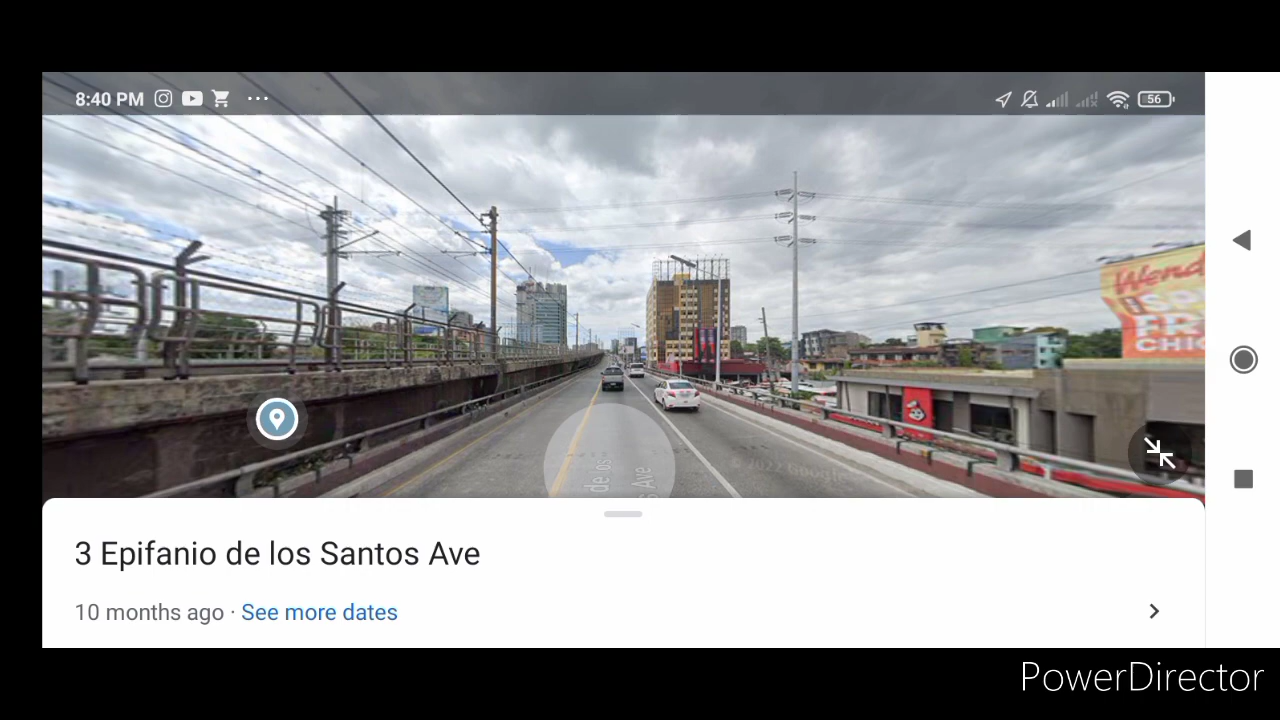 8:40 PM
56
Wend
FR
CHIC
de los
s Ave
© 2022 Google
3 Epifanio de los Santos Ave
10 months ago · See more dates
PowerDirector